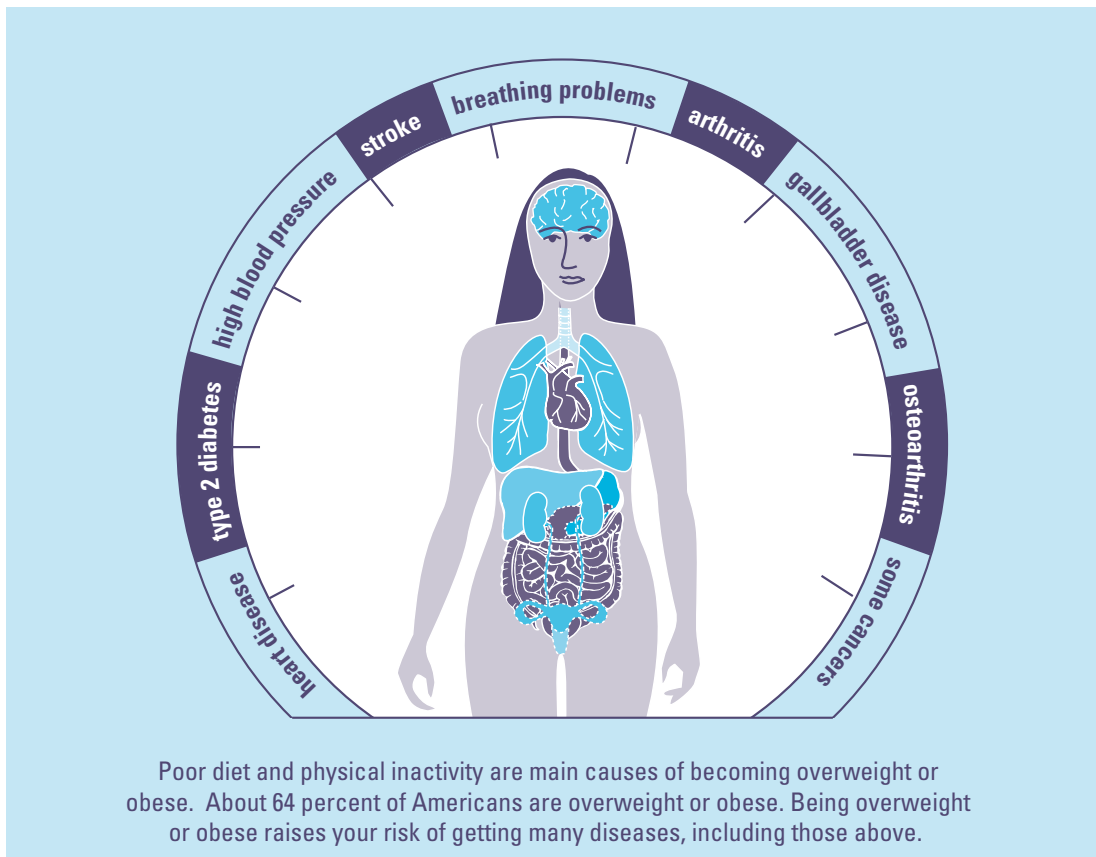 heart disease
type 2 diabetes
high blood pressure
stroke
breathing problems
arthritis
gallbladder disease
osteoarthritis
some cancers
Poor diet and physical inactivity are main causes of becoming overweight or
obese. About 64 percent of Americans are overweight or obese. Being overweight
or obese raises your risk of getting many diseases, including those above.